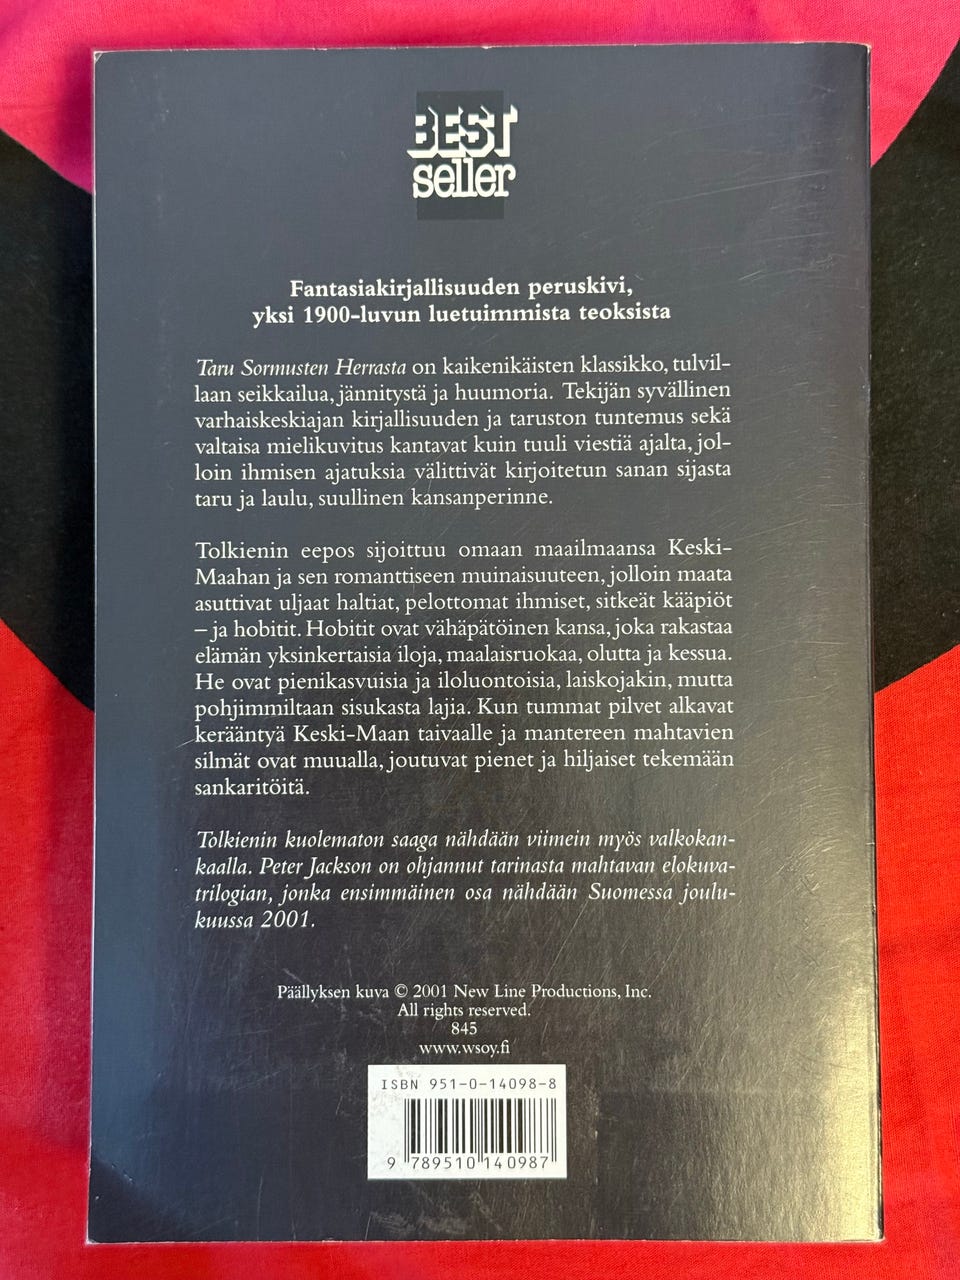 BEST
seller
Fantasiakirjallisuuden peruskivi,
yksi 1900-luvun luetuimmista teoksista
Taru Sormusten Herrasta on kaikenikäisten klassikko, tulvil-
laan seikkailua, jännitystä ja huumoria. Tekijän syvällinen
varhaiskeskiajan kirjallisuuden ja taruston tuntemus sekä
valtaisa mielikuvitus kantavat kuin tuuli viestiä ajalta, jol-
loin ihmisen ajatuksia välittivät kirjoitetun sanan sijasta
taru ja laulu, suullinen kansanperinne.
Tolkienin eepos sijoittuu omaan maailmaansa Keski-
Maahan ja sen romanttiseen muinaisuuteen, jolloin maata
asuttivat uljaat haltiat, pelottomat ihmiset, sitkeät kääpiöt
– ja hobitit. Hobitit ovat vähäpätöinen kansa, joka rakastaa
elämän yksinkertaisia iloja, maalaisruokaa, olutta ja kessua.
He ovat pienikasvuisia ja iloluontoisia, laiskojakin, mutta
pohjimmiltaan sisukasta lajia. Kun tummat pilvet alkavat
kerääntyä Keski-Maan taivaalle ja mantereen mahtavien
silmät ovat muualla, joutuvat pienet ja hiljaiset tekemään
sankaritöitä.
Tolkienin kuolematon saaga nähdään viimein myös valkokan-
kaalla. Peter Jackson on ohjannut tarinasta mahtavan elokuva-
trilogian, jonka ensimmäinen osa nähdään Suomessa joulu-
kuussa 2001.
Päällyksen kuva © 2001 New Line Productions, Inc.
All rights reserved.
845
www.wsoy.fi
ISBN 951-0-14098-8
9 789510 140987